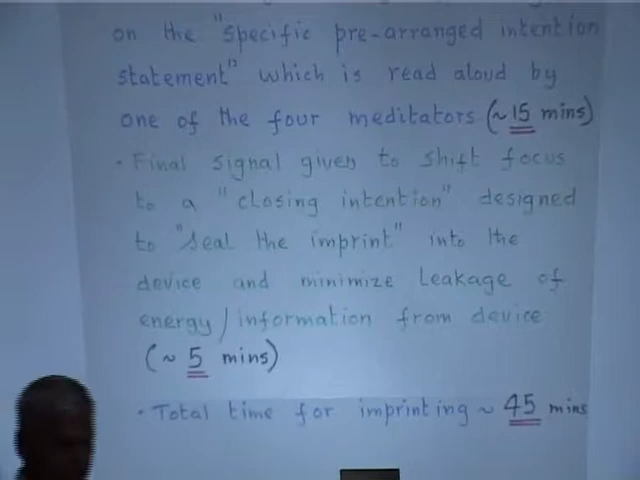 on the "specific pre-arranged intention
statement" which is read aloud by
one of the four meditators (~15 mins)
• Final signal given to shift focus
to a "closing intention" designed
to "seal the imprint" into the
device and minimize Leakage of
energy/information from device
(~ 5 mins)
• Total time for imprinting ~ 45 mins